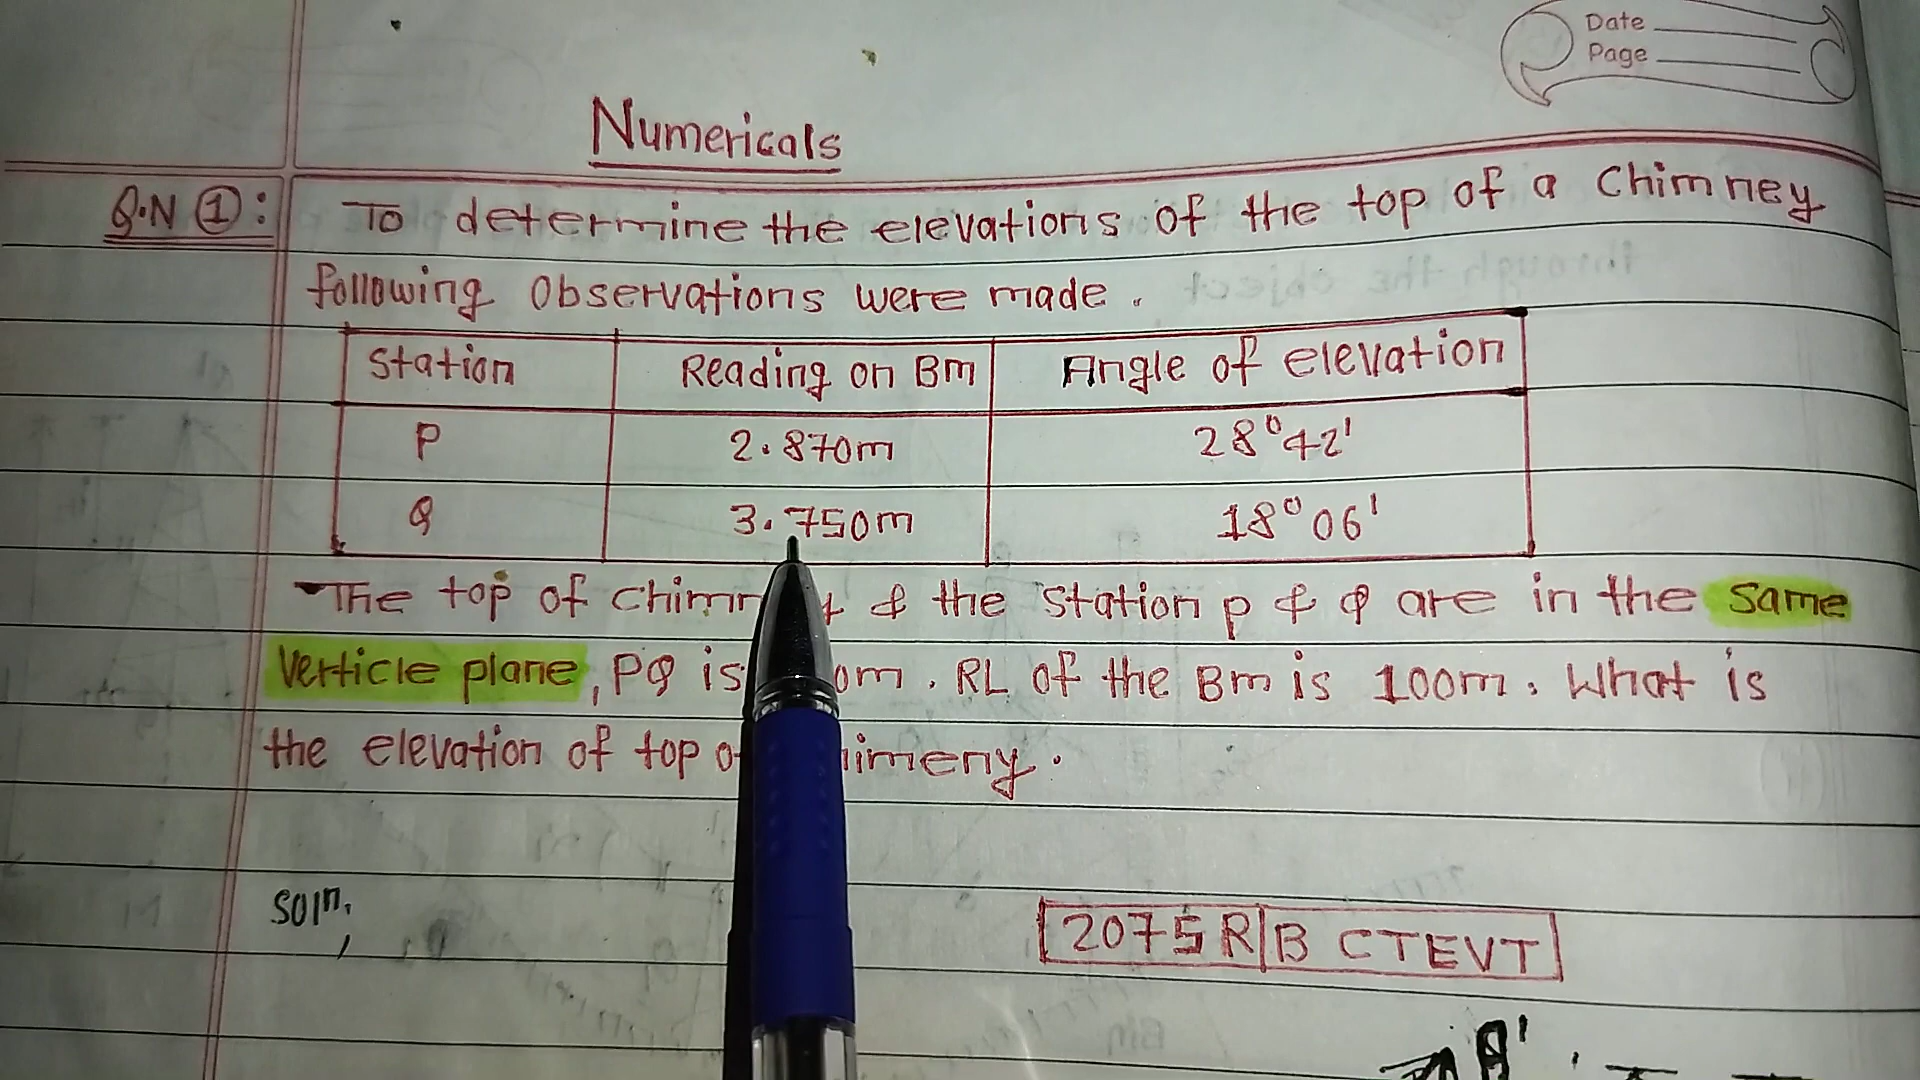 Date
Page
Numericals
Q.N ①: To determine the elevations of the top of a Chimney
following observations were made.
Station Reading on Bm Angle of elevation
P 2.870m 28°42'
Q 3.750m 18°06'
The top of & the station P & Q are in the same
verticle plane, PQ is . RL of the Bm is 100m. What is
the elevation of top
soln,
2075 R|B CTEVT